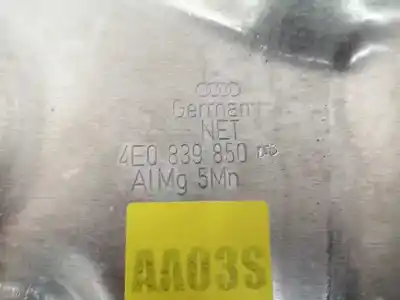 Germany
NET
4E0 839 850
AlMg 5Mn
AA03S